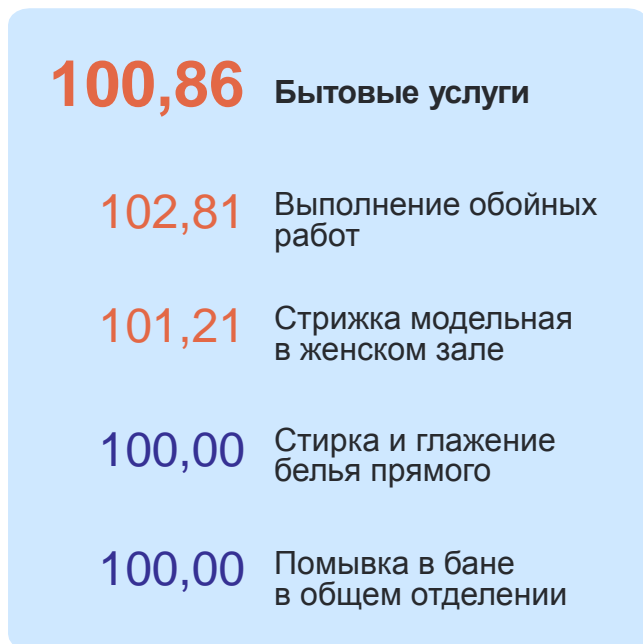 100,86 Бытовые услуги
102,81 Выполнение обойных
работ
101,21 Стрижка модельная
в женском зале
100,00 Стирка и глажение
белья прямого
100,00 Помывка в бане
в общем отделении